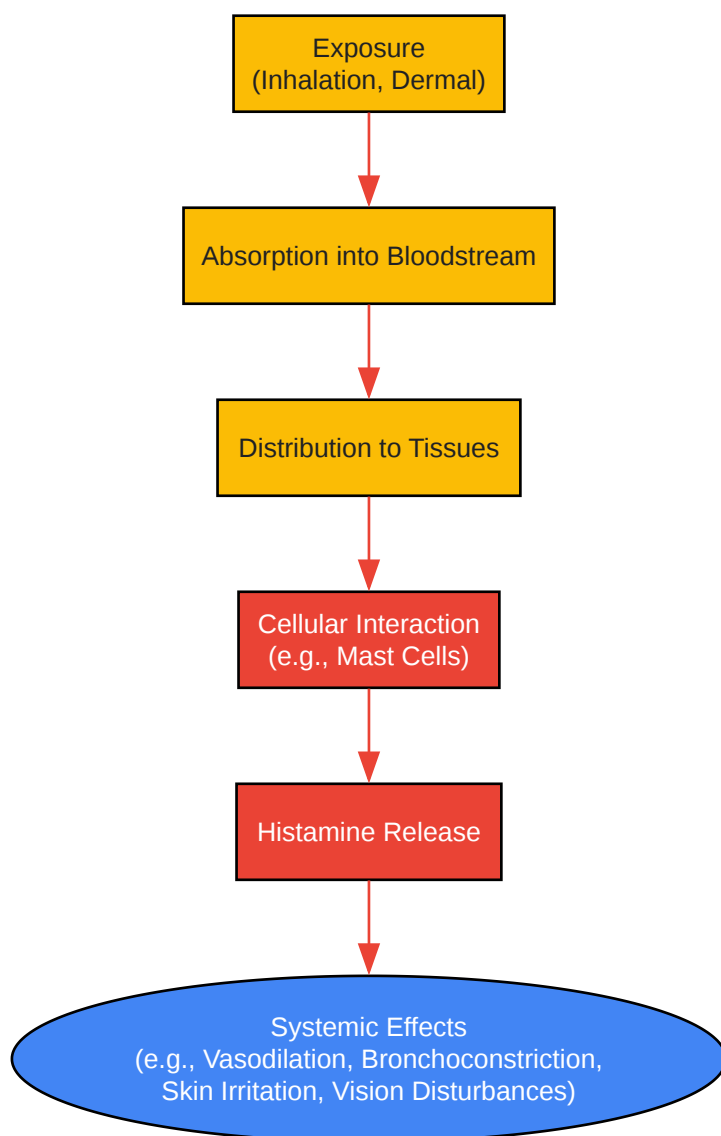 Exposure
(Inhalation, Dermal)
Absorption into Bloodstream
Distribution to Tissues
Cellular Interaction
(e.g., Mast Cells)
Histamine Release
Systemic Effects
(e.g., Vasodilation, Bronchoconstriction,
Skin Irritation, Vision Disturbances)